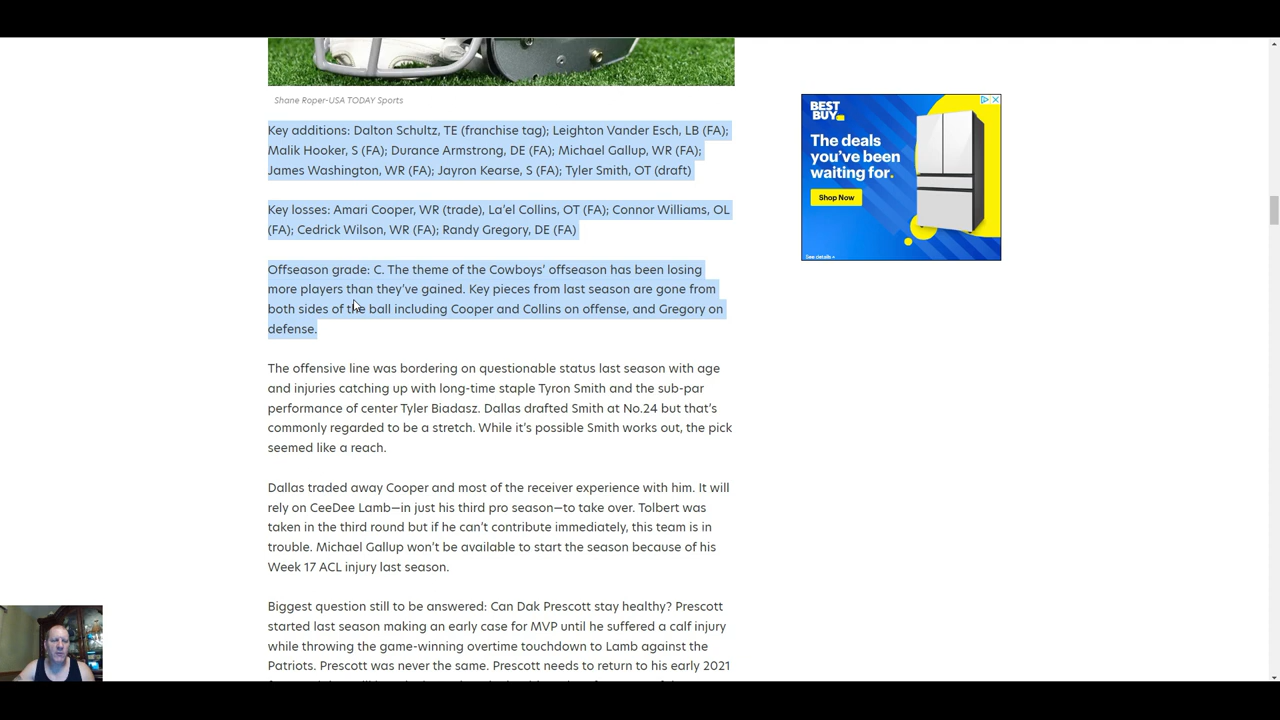 Shane Roper-USA TODAY Sports
Key additions: Dalton Schultz, TE (franchise tag); Leighton Vander Esch, LB (FA);
Malik Hooker, S (FA); Durance Armstrong, DE (FA); Michael Gallup, WR (FA);
James Washington, WR (FA); Jayron Kearse, S (FA); Tyler Smith, OT (draft)
Key losses: Amari Cooper, WR (trade), La’el Collins, OT (FA); Connor Williams, OL
(FA); Cedrick Wilson, WR (FA); Randy Gregory, DE (FA)
Offseason grade: C. The theme of the Cowboys’ offseason has been losing
more players than they’ve gained. Key pieces from last season are gone from
both sides of the ball including Cooper and Collins on offense, and Gregory on
defense.
The offensive line was bordering on questionable status last season with age
and injuries catching up with long-time staple Tyron Smith and the sub-par
performance of center Tyler Biadasz. Dallas drafted Smith at No.24 but that’s
commonly regarded to be a stretch. While it’s possible Smith works out, the pick
seemed like a reach.
Dallas traded away Cooper and most of the receiver experience with him. It will
rely on CeeDee Lamb—in just his third pro season—to take over. Tolbert was
taken in the third round but if he can’t contribute immediately, this team is in
trouble. Michael Gallup won’t be available to start the season because of his
Week 17 ACL injury last season.
Biggest question still to be answered: Can Dak Prescott stay healthy? Prescott
started last season making an early case for MVP until he suffered a calf injury
while throwing the game-winning overtime touchdown to Lamb against the
Patriots. Prescott was never the same. Prescott needs to return to his early 2021
BEST
BUY
The deals
you’ve been
waiting for.
Shop Now
See details »